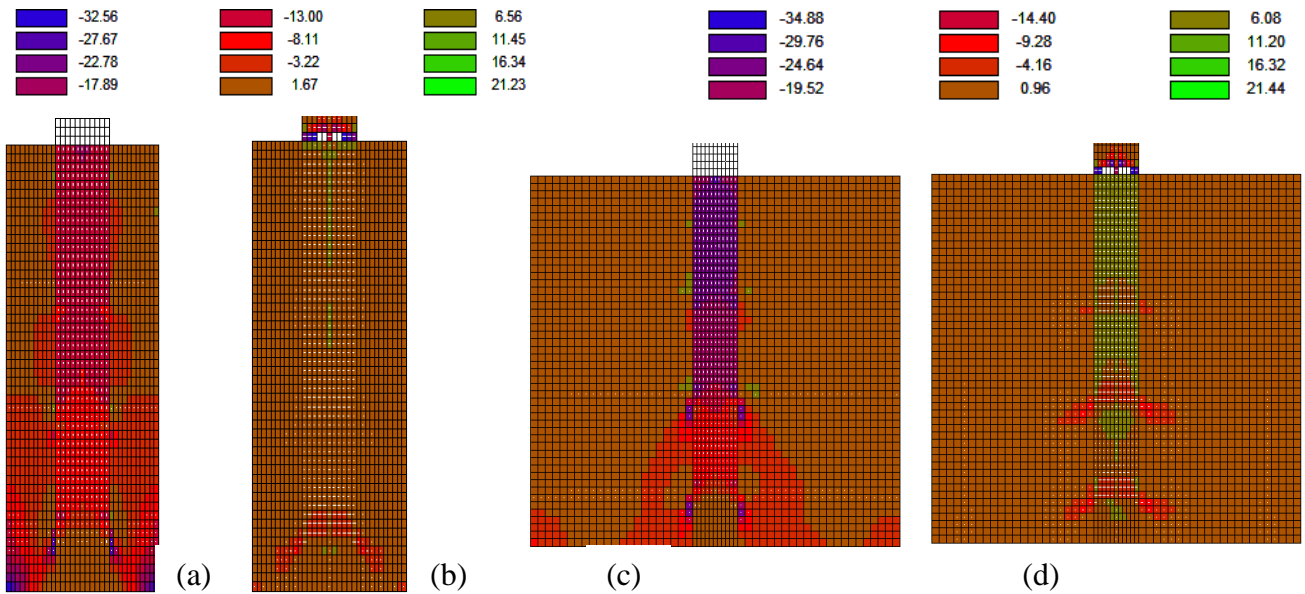 -32.56 -13.00 6.56 -34.88 -14.40 6.08
-27.67 -8.11 11.45 -29.76 -9.28 11.20
-22.78 -3.22 16.34 -24.64 -4.16 16.32
-17.89 1.67 21.23 -19.52 0.96 21.44
(a) (b) (c) (d)